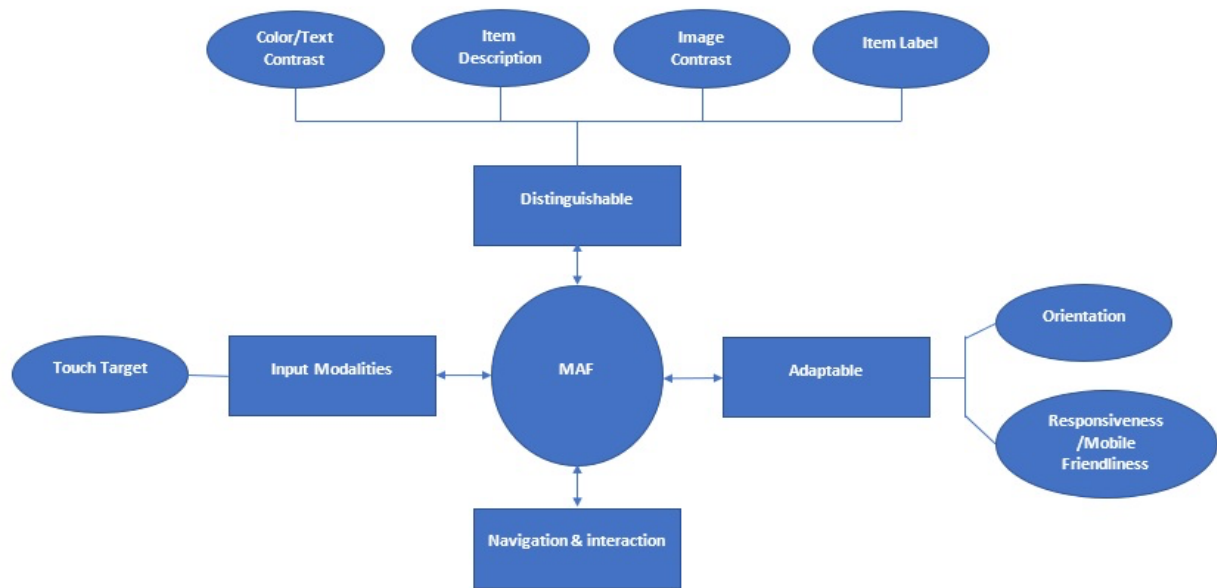 Color/Text
Contrast
Item
Description
Image
Contrast
Item Label
Distinguishable
Touch Target
Input Modalities
MAF
Adaptable
Orientation
Responsiveness
/Mobile
Friendliness
Navigation & interaction